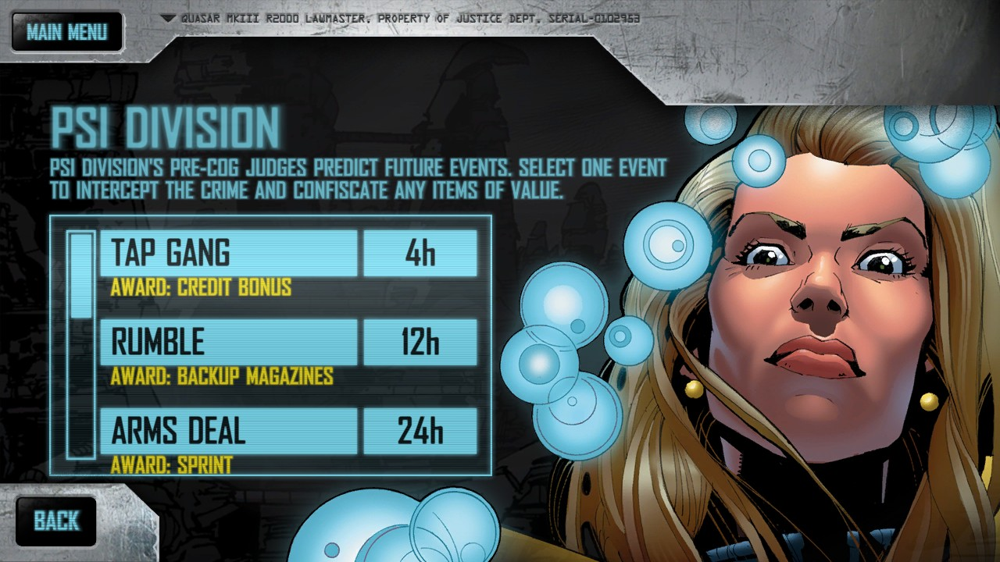 MAIN MENU
QUASAR MKIII R2000 LAWMASTER, PROPERTY OF JUSTICE DEPT, SERIAL-0102953
PSI DIVISION
PSI DIVISION'S PRE-COG JUDGES PREDICT FUTURE EVENTS. SELECT ONE EVENT
TO INTERCEPT THE CRIME AND CONFISCATE ANY ITEMS OF VALUE.
TAP GANG 4h
AWARD: CREDIT BONUS
RUMBLE 12h
AWARD: BACKUP MAGAZINES
ARMS DEAL 24h
AWARD: SPRINT
BACK